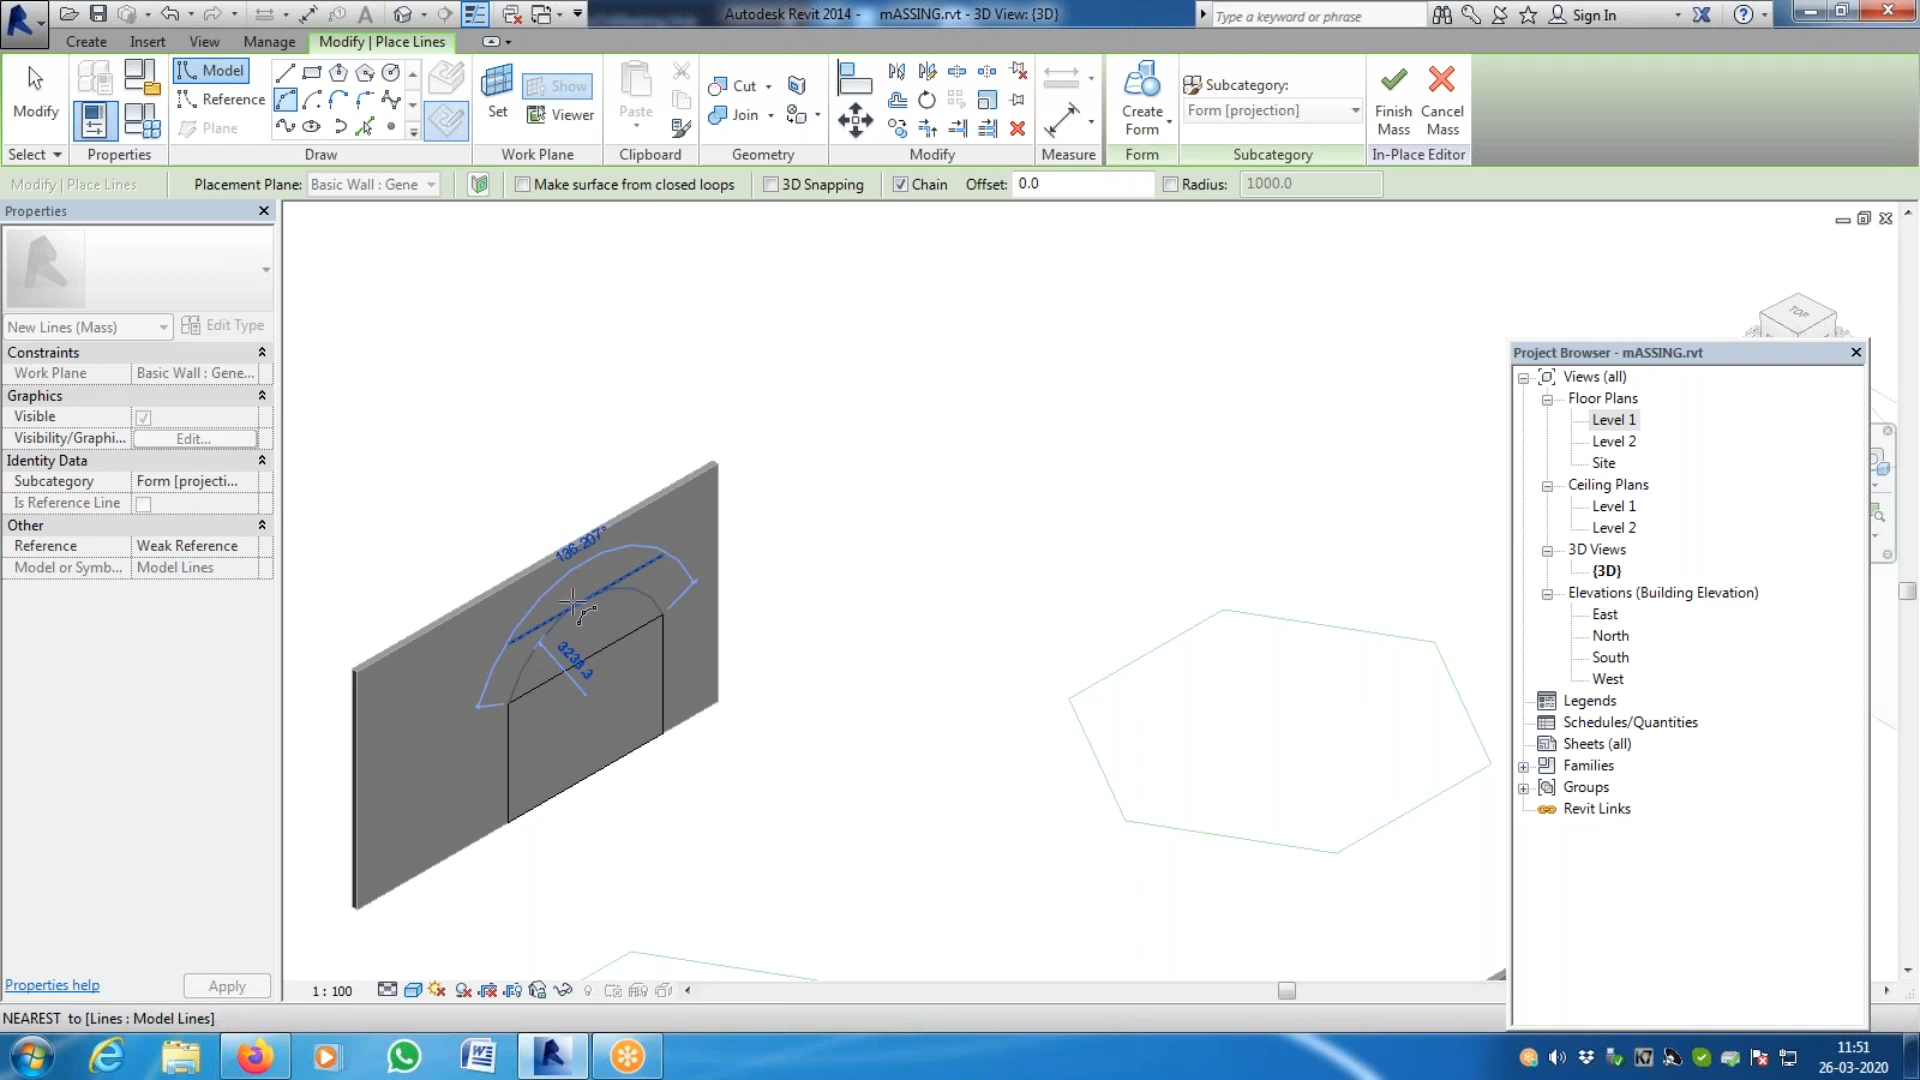 Autodesk Revit 2014 - mASSING.rvt - 3D View: {3D}
Type a keyword or phrase
Sign In
Create Insert View Manage Modify | Place Lines
Modify
Model
Reference
Plane
Set
Show
Viewer
Paste
Cut
Join
Create Form
Subcategory:
Form [projection]
Finish Mass
Cancel Mass
Select Properties Draw Work Plane Clipboard Geometry Modify Measure Form Subcategory In-Place Editor
Modify | Place Lines Placement Plane: Basic Wall : Gene Make surface from closed loops 3D Snapping Chain Offset: 0.0 Radius: 1000.0
Properties
New Lines (Mass) Edit Type
Constraints
Work Plane Basic Wall : Gene...
Graphics
Visible
Visibility/Graphi... Edit...
Identity Data
Subcategory Form [projecti...
Is Reference Line
Other
Reference Weak Reference
Model or Symb... Model Lines
Properties help Apply
136.207°
3238.3
TOP
Project Browser - mASSING.rvt
Views (all)
Floor Plans
Level 1
Level 2
Site
Ceiling Plans
Level 1
Level 2
3D Views
{3D}
Elevations (Building Elevation)
East
North
South
West
Legends
Schedules/Quantities
Sheets (all)
Families
Groups
Revit Links
1 : 100
NEAREST to [Lines : Model Lines]
11:51
26-03-2020